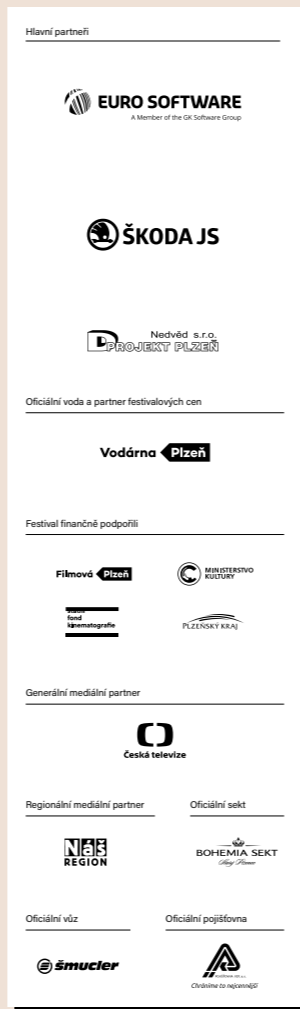 Hlavní partneři
EURO SOFTWARE
A Member of the GK Software Group
ŠKODA JS
Nedvěd s.r.o.
D PROJEKT PLZEŇ
Oficiální voda a partner festivalových cen
Vodárna Plzeň
Festival finančně podpořili
Filmová Plzeň
MINISTERSTVO
KULTURY
fond
kinematografie
PLZEŇSKÝ KRAJ
Generální mediální partner
Česká televize
Regionální mediální partner
Oficiální sekt
Náš
REGION
BOHEMIA SEKT
Oficiální vůz
Oficiální pojišťovna
šmucler
Chráníme to nejcennější